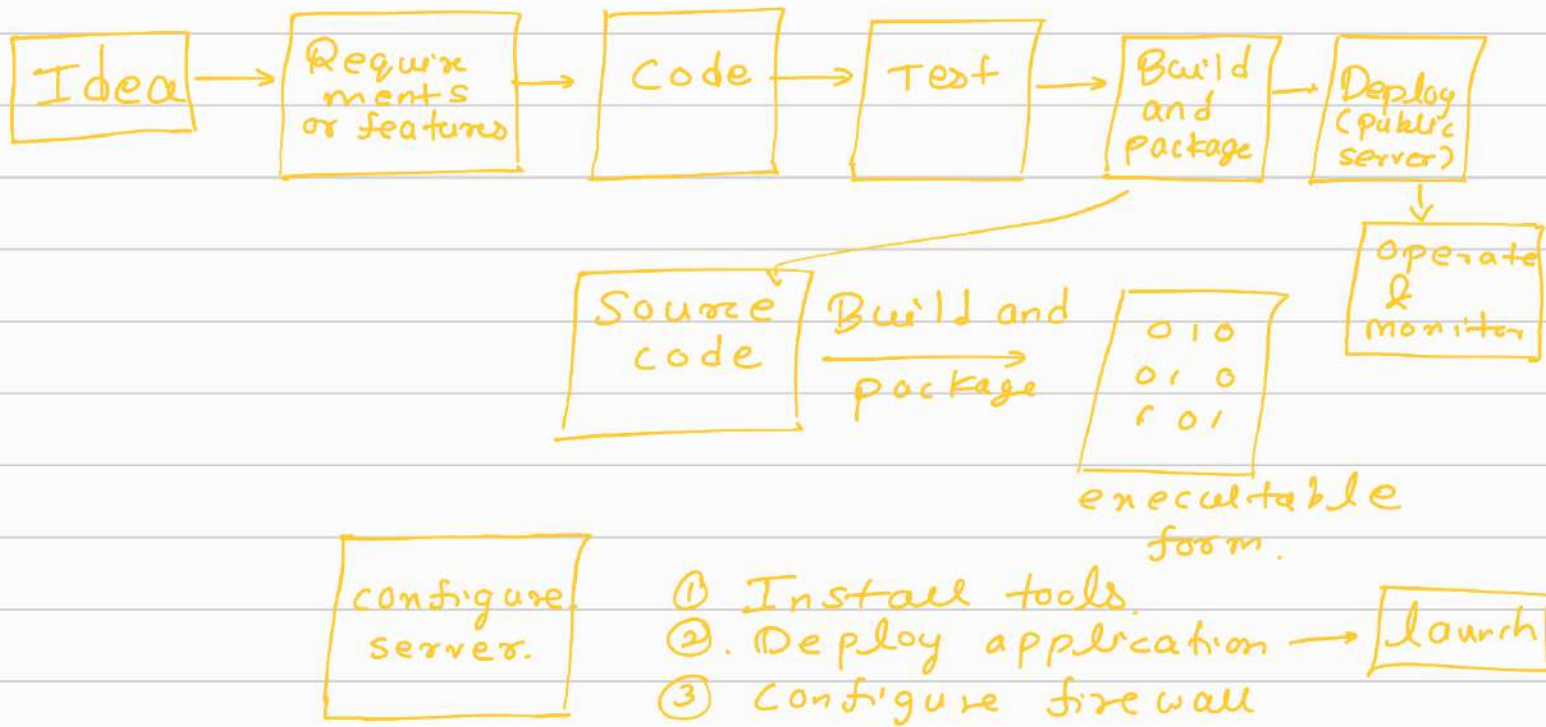 Idea
Require
ments
or features
Code
Test
Build
and
package
Deploy
(public
server)
operate
&
monitor
Source
code
Build and
package
0 1 0
0 1 0
1 0 1
executable
form.
configure
server.
① Install tools.
②. Deploy application → launch
③ Configure firewall